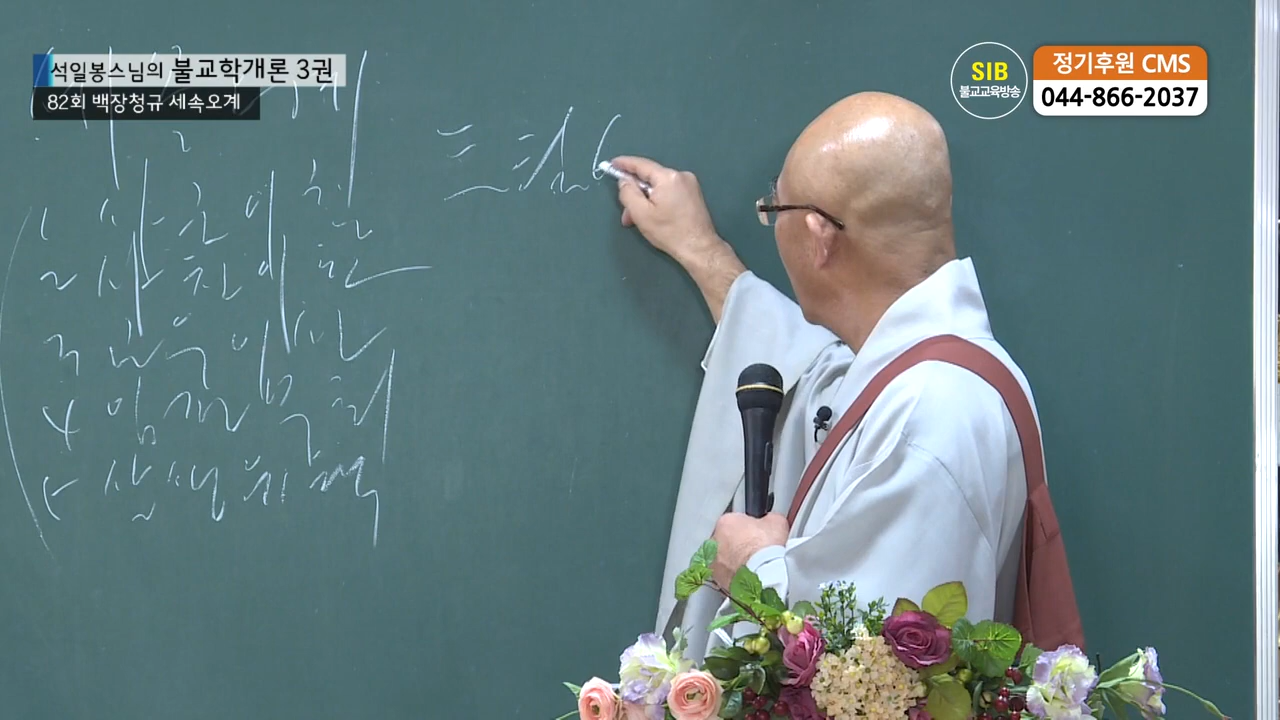 석일봉스님의 불교학개론 3권
82회 백장청규 세속오계
SIB
불교교육방송
정기후원 CMS
044-866-2037
1 사군이충
2 사친이효
3 교우이신
4 임전무퇴
5 살생유택